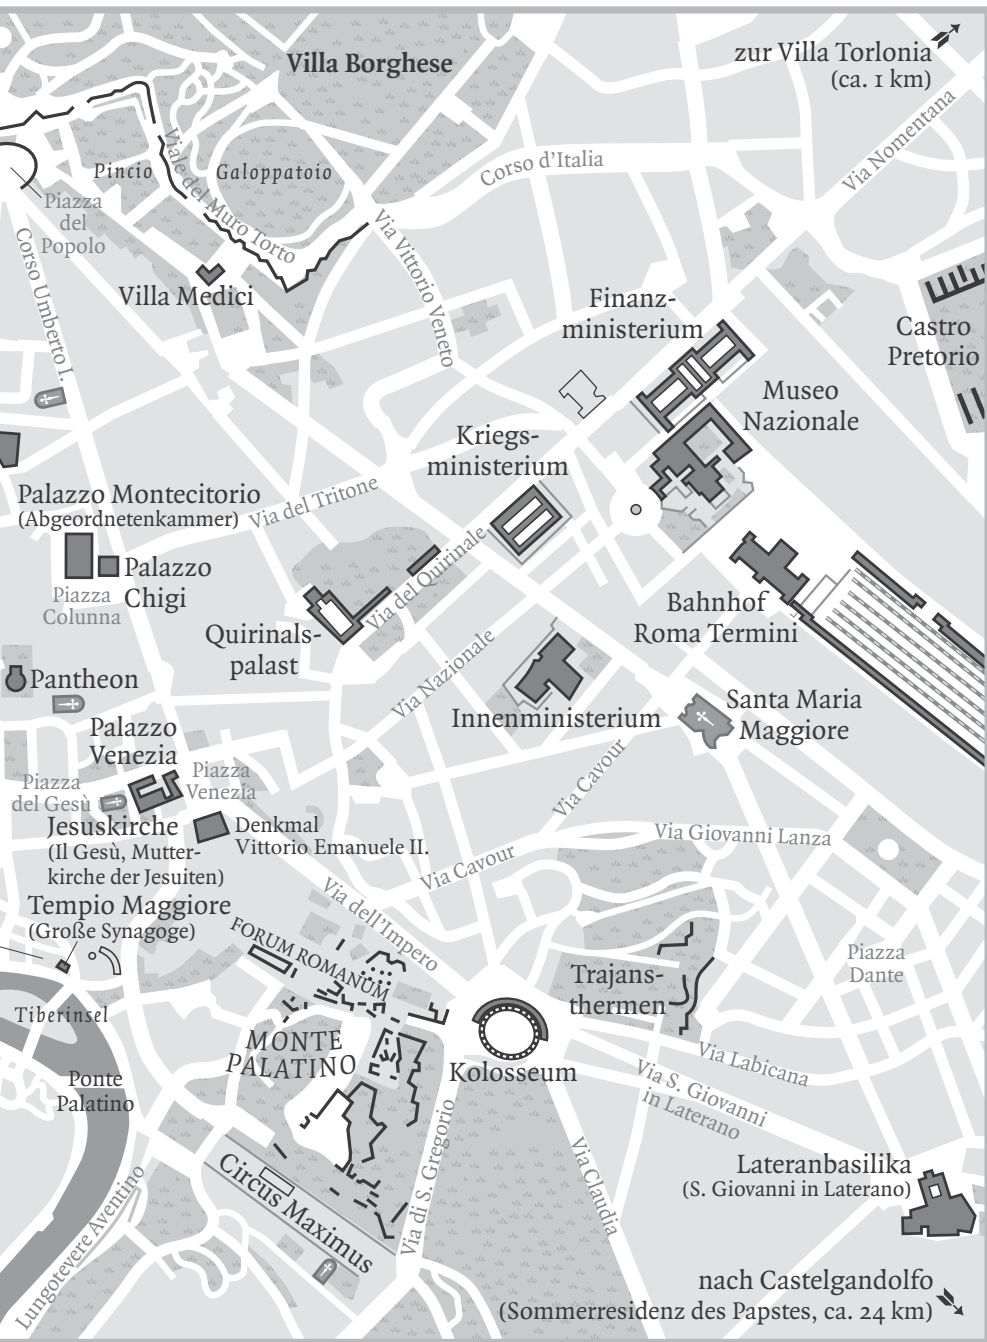 Villa Borghese
zur Villa Torlonia
(ca. 1 km)
Via Nomentana
Corso d'Italia
Pincio
Galoppatoio
Viale del Muro Torto
Piazza
del
Popolo
Corso Umberto I.
Via Vittorio Veneto
Villa Medici
Finanz-
ministerium
Castro
Pretorio
Museo
Nazionale
Kriegs-
ministerium
Palazzo Montecitorio
(Abgeordnetenkammer)
Via del Tritone
Palazzo
Chigi
Piazza
Colunna
Via del Quirinale
Quirinals-
palast
Bahnhof
Roma Termini
Via Nazionale
Pantheon
Innenministerium
Santa Maria
Maggiore
Palazzo
Venezia
Piazza
Venezia
Piazza
del Gesù
Via Cavour
Jesuskirche
(Il Gesù, Mutter-
kirche der Jesuiten)
Denkmal
Vittorio Emanuele II.
Via Giovanni Lanza
Via Cavour
Tempio Maggiore
(Große Synagoge)
Via dell'Impero
FORUM ROMANUM
Piazza
Dante
Trajans-
thermen
Tiberinsel
MONTE
PALATINO
Kolosseum
Via Labicana
Via S. Giovanni
in Laterano
Ponte
Palatino
Via di S. Gregorio
Via Claudia
Circus Maximus
Lungotevere Aventino
Lateranbasilika
(S. Giovanni in Laterano)
nach Castelgandolfo
(Sommerresidenz des Papstes, ca. 24 km)